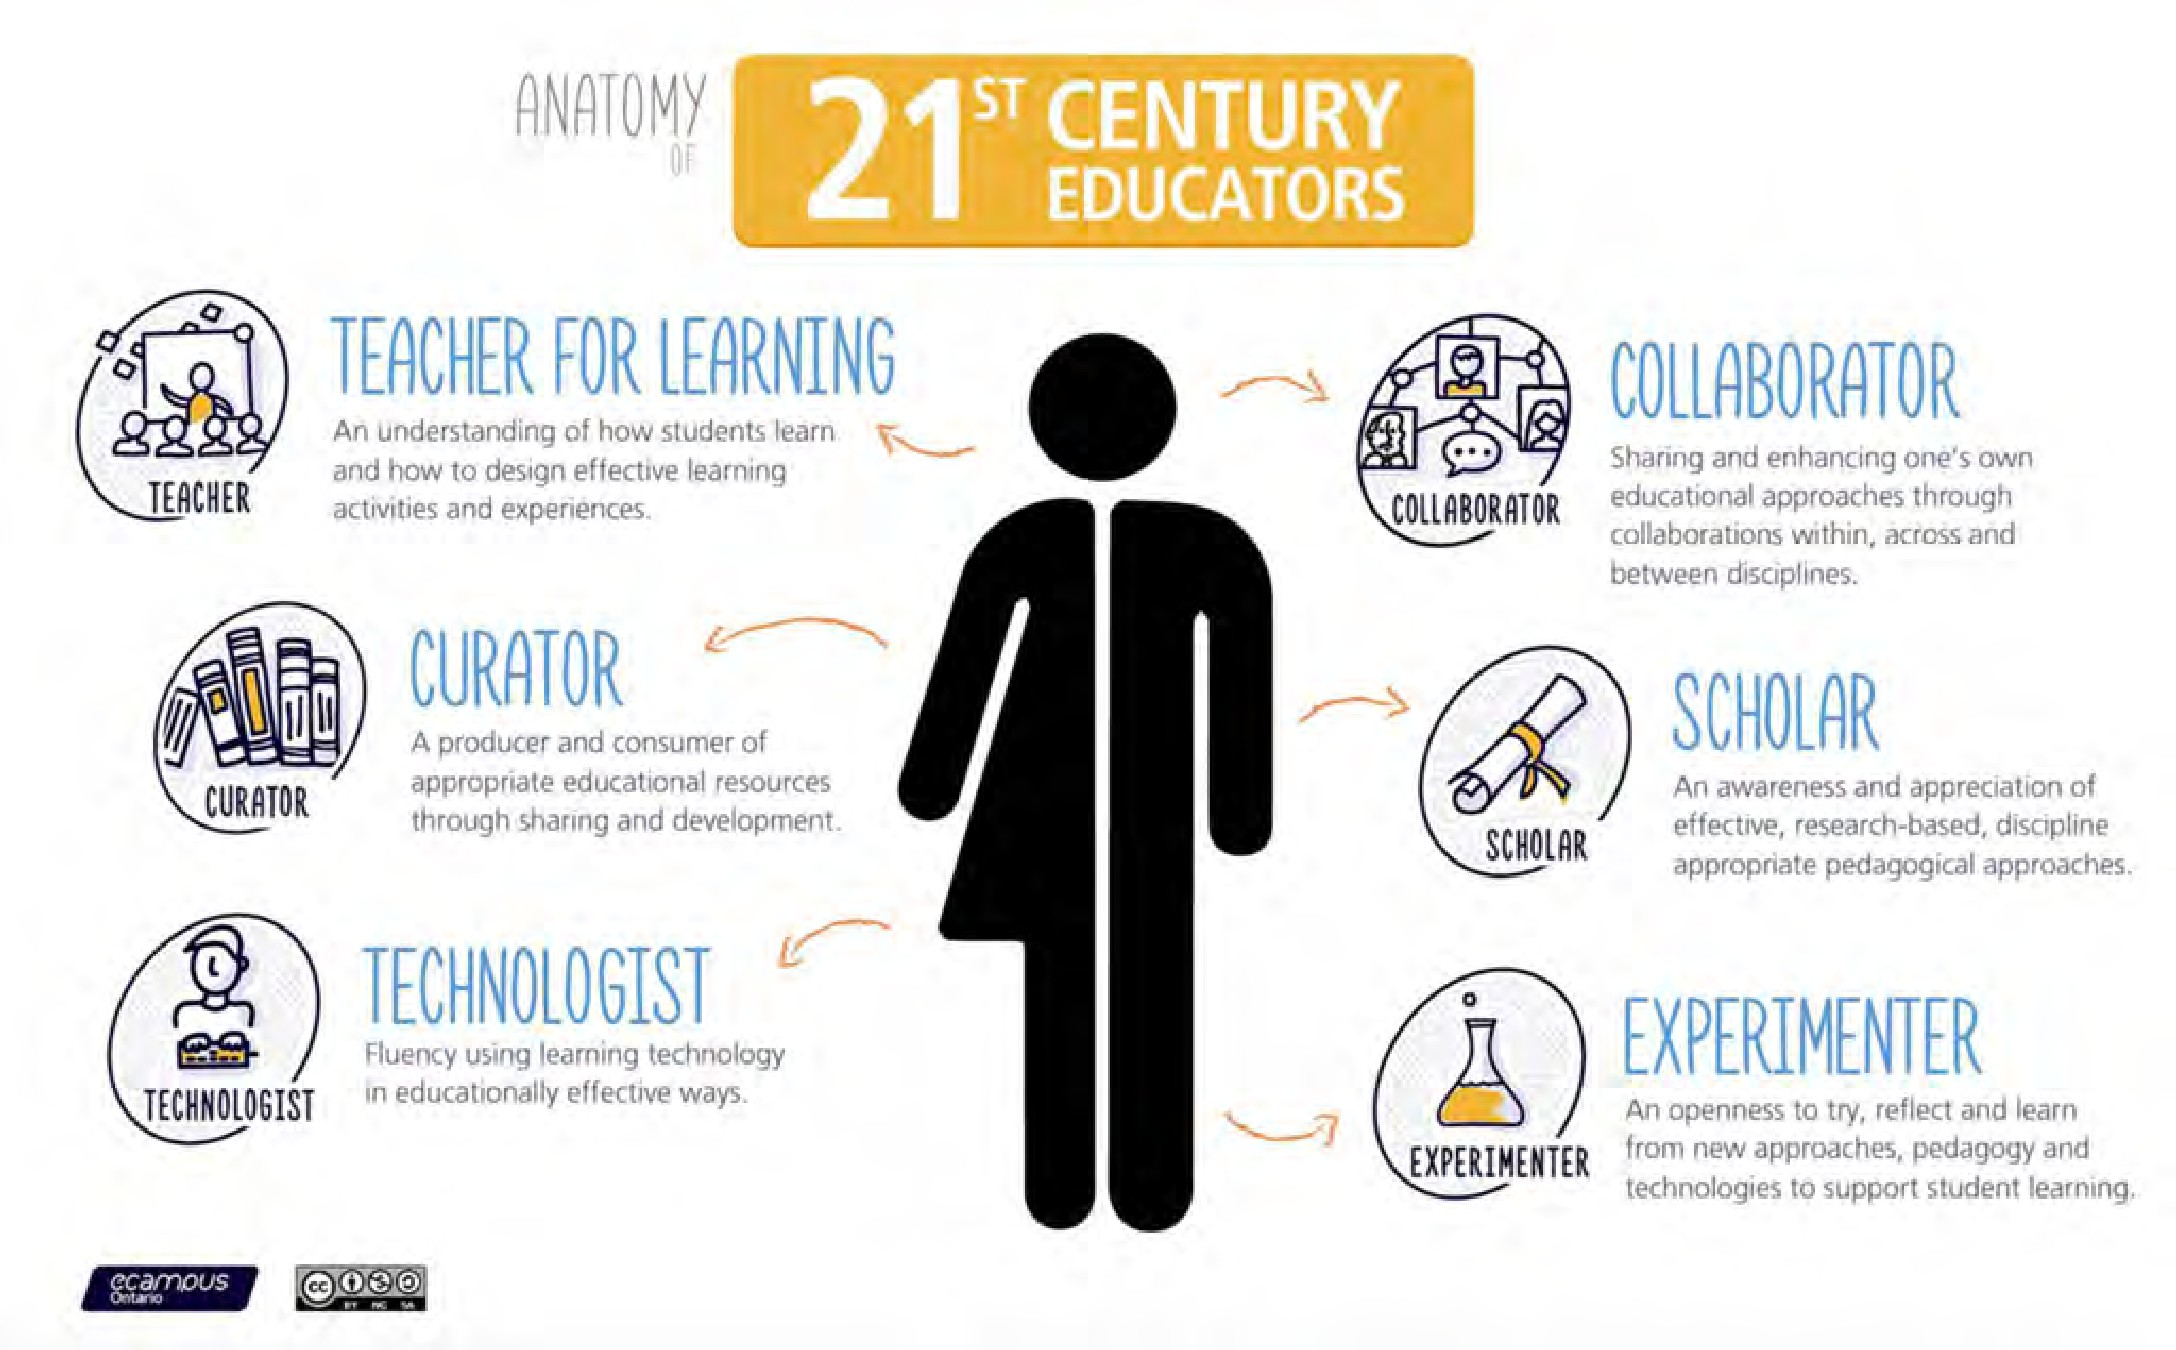 ANATOMY
OF
21ST CENTURY
EDUCATORS
TEACHER
TEACHER FOR LEARNING
An understanding of how students learn
and how to design effective learning
activities and experiences.
CURATOR
CURATOR
A producer and consumer of
appropriate educational resources
through sharing and development.
TECHNOLOGIST
TECHNOLOGIST
Fluency using learning technology
in educationally effective ways.
COLLABORATOR
COLLABORATOR
Sharing and enhancing one's own
educational approaches through
collaborations within, across and
between disciplines.
SCHOLAR
SCHOLAR
An awareness and appreciation of
effective, research-based, discipline
appropriate pedagogical approaches.
EXPERIMENTER
EXPERIMENTER
An openness to try, reflect and learn
from new approaches, pedagogy and
technologies to support student learning.
ecampus
Ontario
cc
BY NC SA